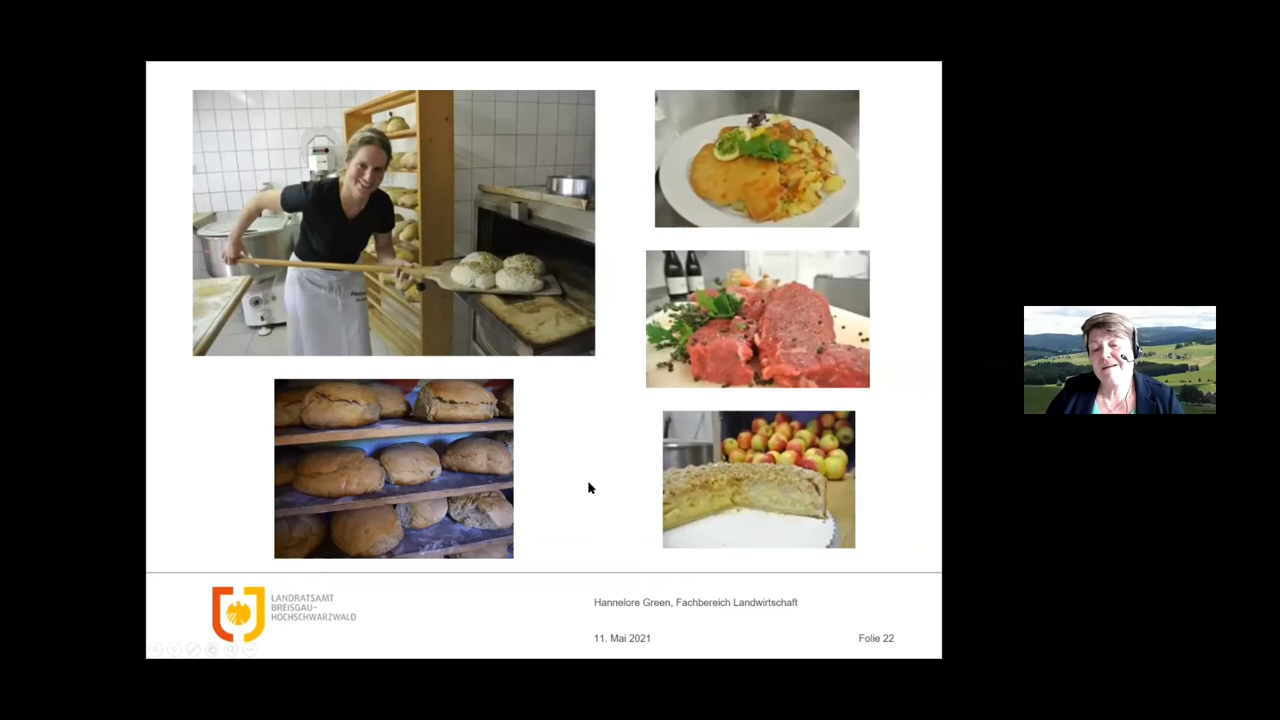 LANDRATSAMT
BREISGAU-
HOCHSCHWARZWALD
Hannelore Green, Fachbereich Landwirtschaft
11. Mai 2021
Folie 22